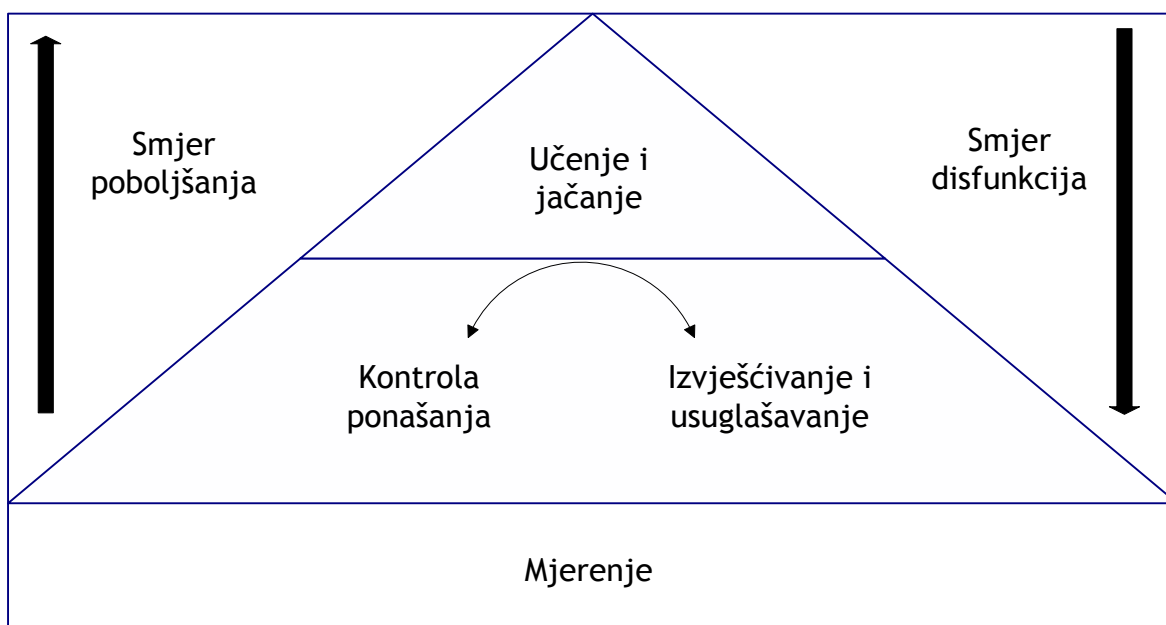 Smjer
poboljšanja
Učenje i
jačanje
Smjer
disfunkcija
Kontrola
ponašanja
Izvješćivanje i
usuglašavanje
Mjerenje